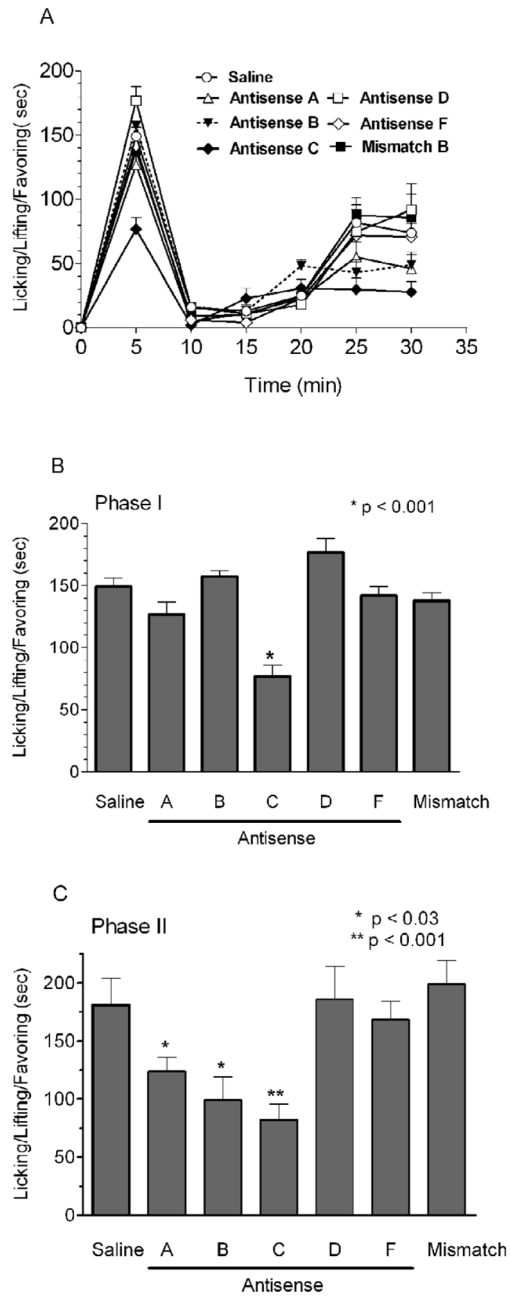 A
Licking/Lifting/Favoring( sec)
200
150
100
50
0
Saline
Antisense A
Antisense D
Antisense B
Antisense F
Antisense C
Mismatch B
0 5 10 15 20 25 30 35
Time (min)
B
Phase I
* p < 0.001
Licking/Lifting/Favoring (sec)
200
150
100
50
0
*
Saline A B C D F Mismatch
Antisense
C
Phase II
* p < 0.03
** p < 0.001
Licking/Lifting/Favoring (sec)
200
150
100
50
0
* * **
Saline A B C D F Mismatch
Antisense